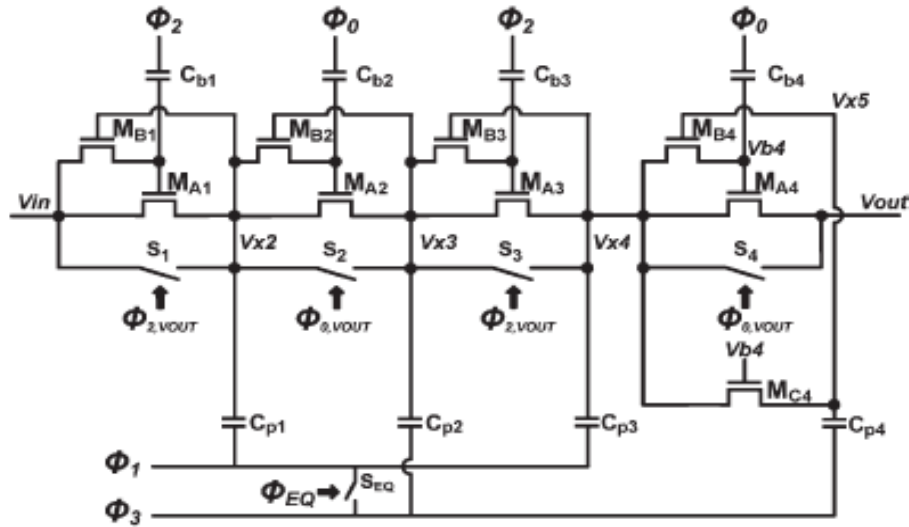 Φ2 Φ0 Φ2 Φ0
Cb1 Cb2 Cb3 Cb4
Vx5
MB1 MB2 MB3 MB4
Vb4
MA1 MA2 MA3 MA4
Vin Vout
Vx2 Vx3 Vx4
S1 S2 S3 S4
Φ2,VOUT Φ0,VOUT Φ2,VOUT Φ0,VOUT
Vb4
MC4
Cp1 Cp2 Cp3 Cp4
Φ1
ΦEQ SEQ
Φ3